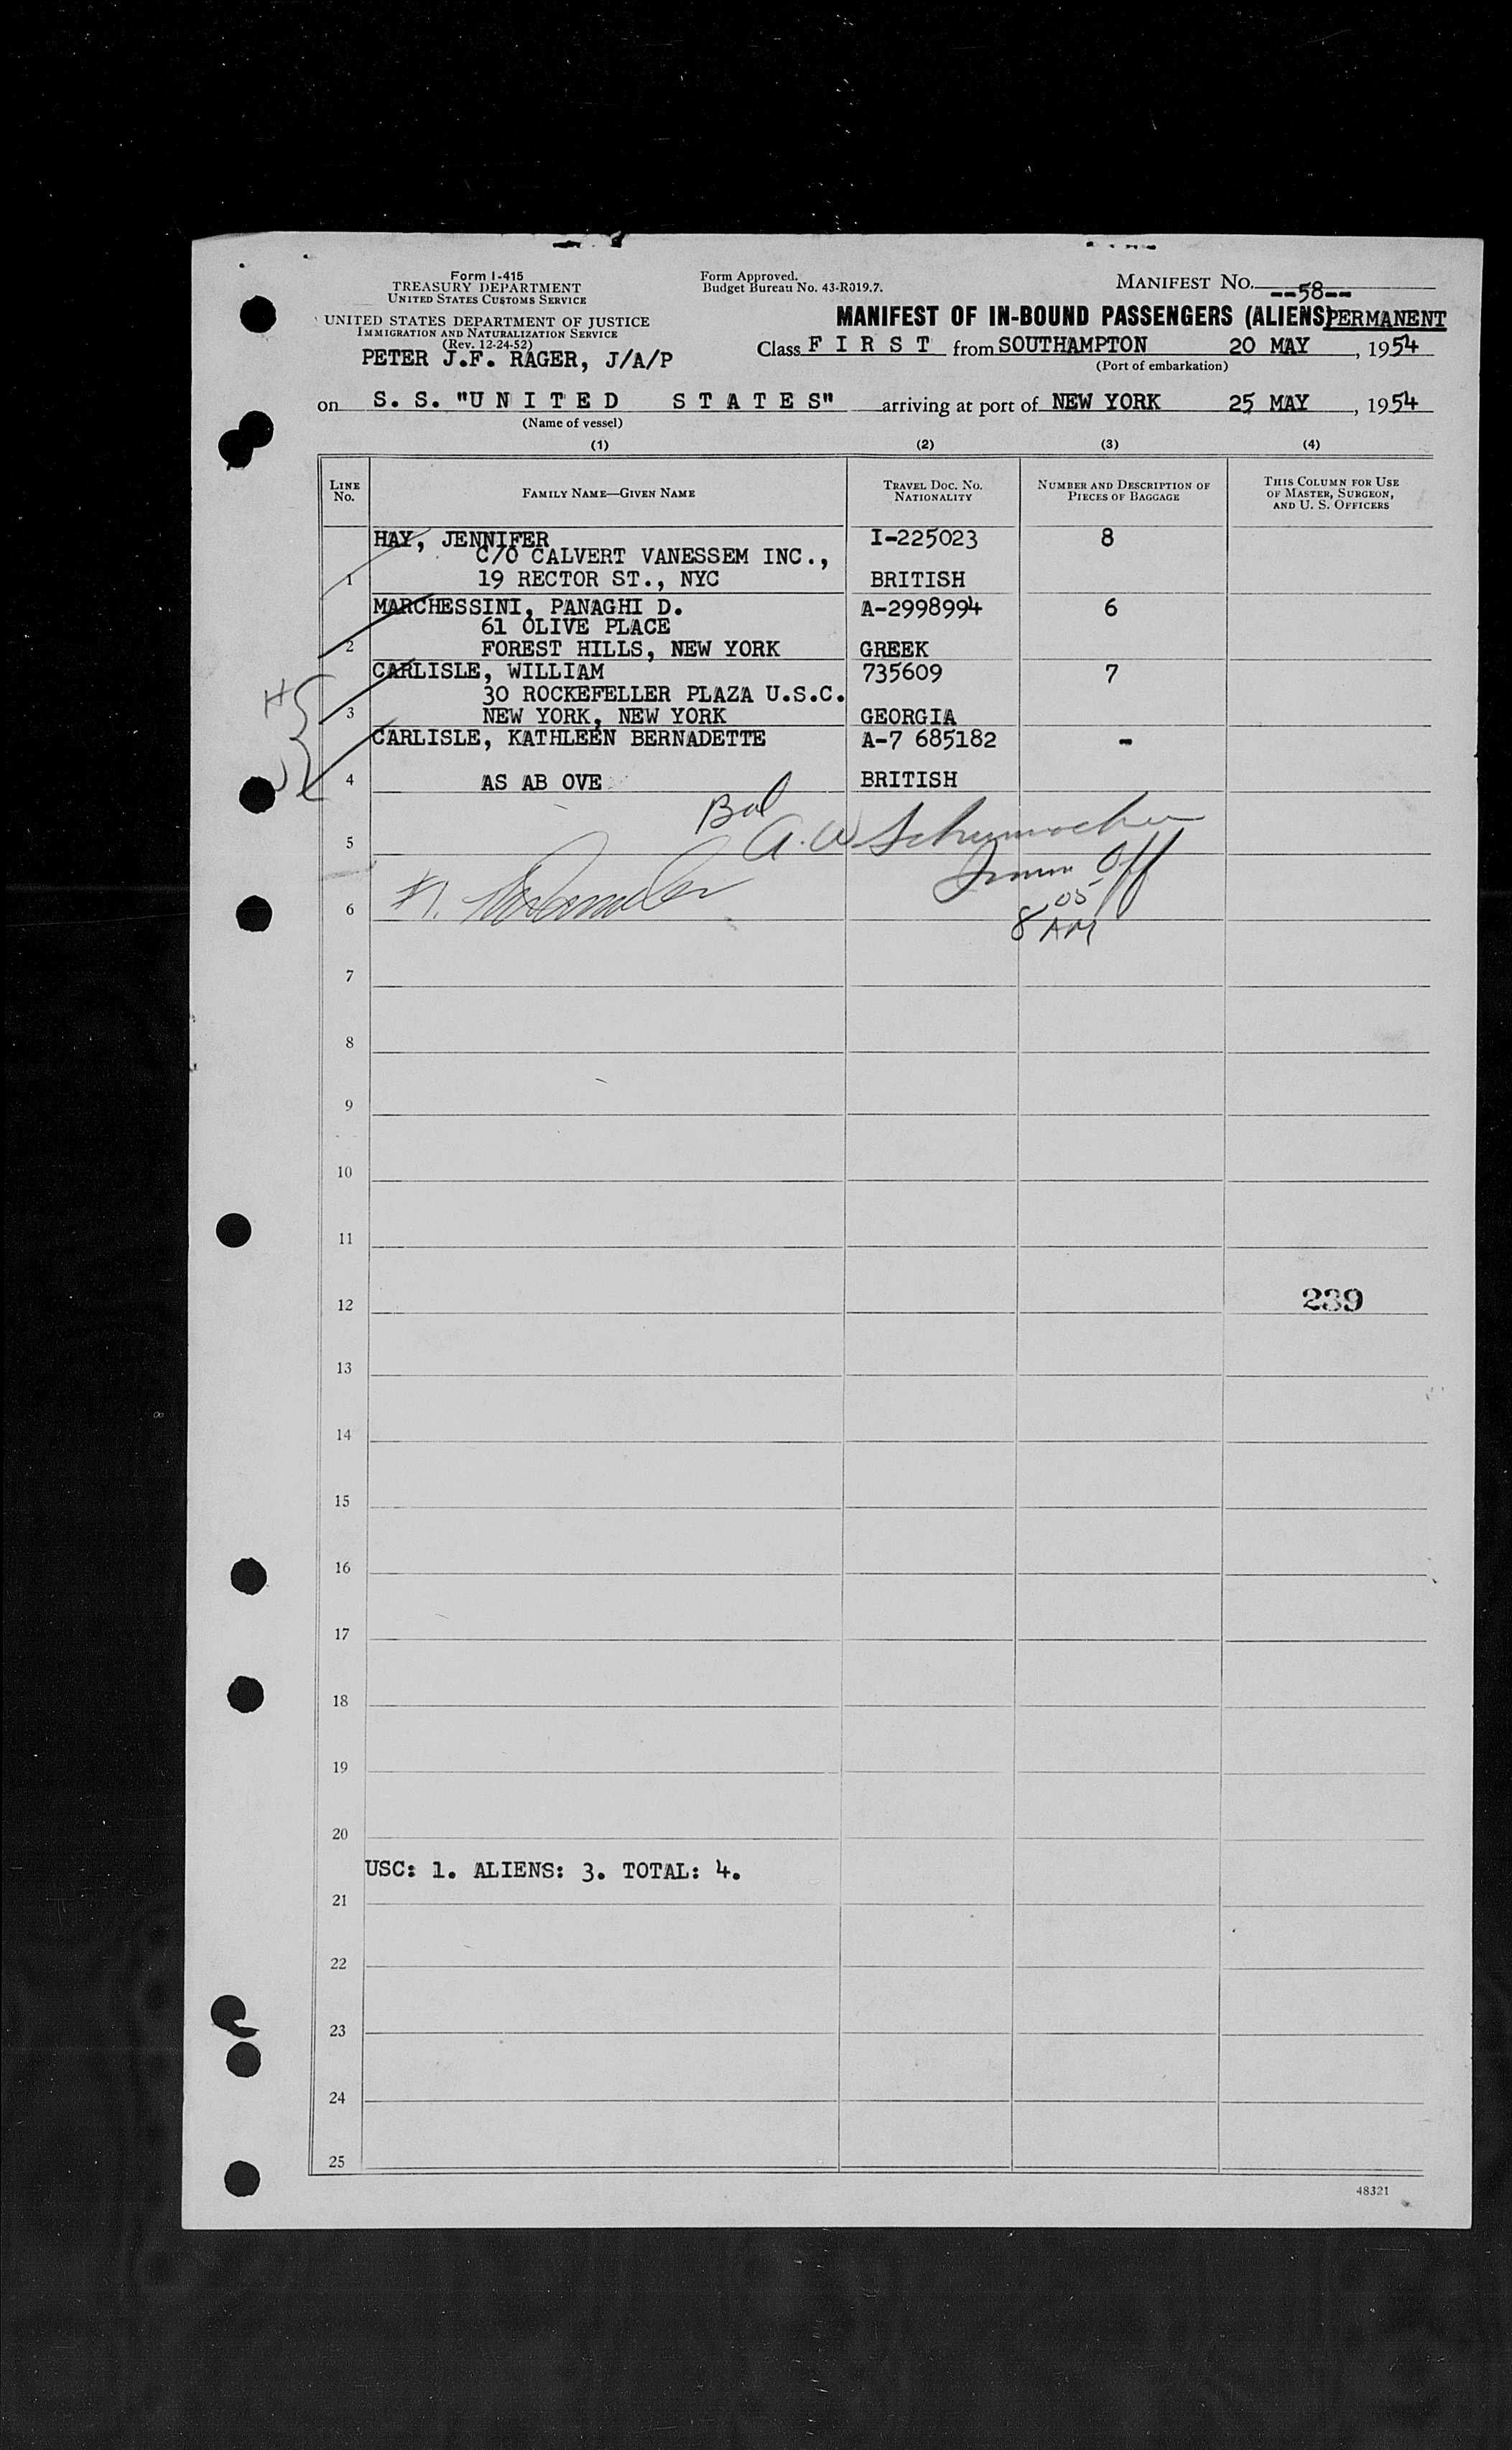 Form I-415
TREASURY DEPARTMENT
UNITED STATES CUSTOMS SERVICE
UNITED STATES DEPARTMENT OF JUSTICE
IMMIGRATION AND NATURALIZATION SERVICE
(Rev. 12-24-52)
PETER J.F. RAGER, J/A/P
Form Approved.
Budget Bureau No. 43-R019.7.
MANIFEST NO. --58--
MANIFEST OF IN-BOUND PASSENGERS (ALIENS) PERMANENT
Class F I R S T from SOUTHAMPTON 20 MAY, 1954
(Port of embarkation)
on S. S. "U N I T E D S T A T E S" arriving at port of NEW YORK 25 MAY, 1954
(Name of vessel)
(1) (2) (3) (4)
LINE No. FAMILY NAME—GIVEN NAME TRAVEL DOC. NO. NATIONALITY NUMBER AND DESCRIPTION OF PIECES OF BAGGAGE THIS COLUMN FOR USE OF MASTER, SURGEON, AND U. S. OFFICERS
HAY, JENNIFER I-225023 8
C/O CALVERT VANESSEM INC.,
1 19 RECTOR ST., NYC BRITISH
MARCHESSINI, PANAGHI D. A-2998994 6
61 OLIVE PLACE
2 FOREST HILLS, NEW YORK GREEK
CARLISLE, WILLIAM 735609 7
30 ROCKEFELLER PLAZA U.S.C.
3 NEW YORK, NEW YORK GEORGIA
CARLISLE, KATHLEEN BERNADETTE A-7 685182 -
4 AS AB OVE BRITISH
A. W. Schumacher
5
Imm Off
6
8 05 AM
7
8
9
10
11
12 239
13
14
15
16
17
18
19
20
USC: 1. ALIENS: 3. TOTAL: 4.
21
22
23
24
25
48321